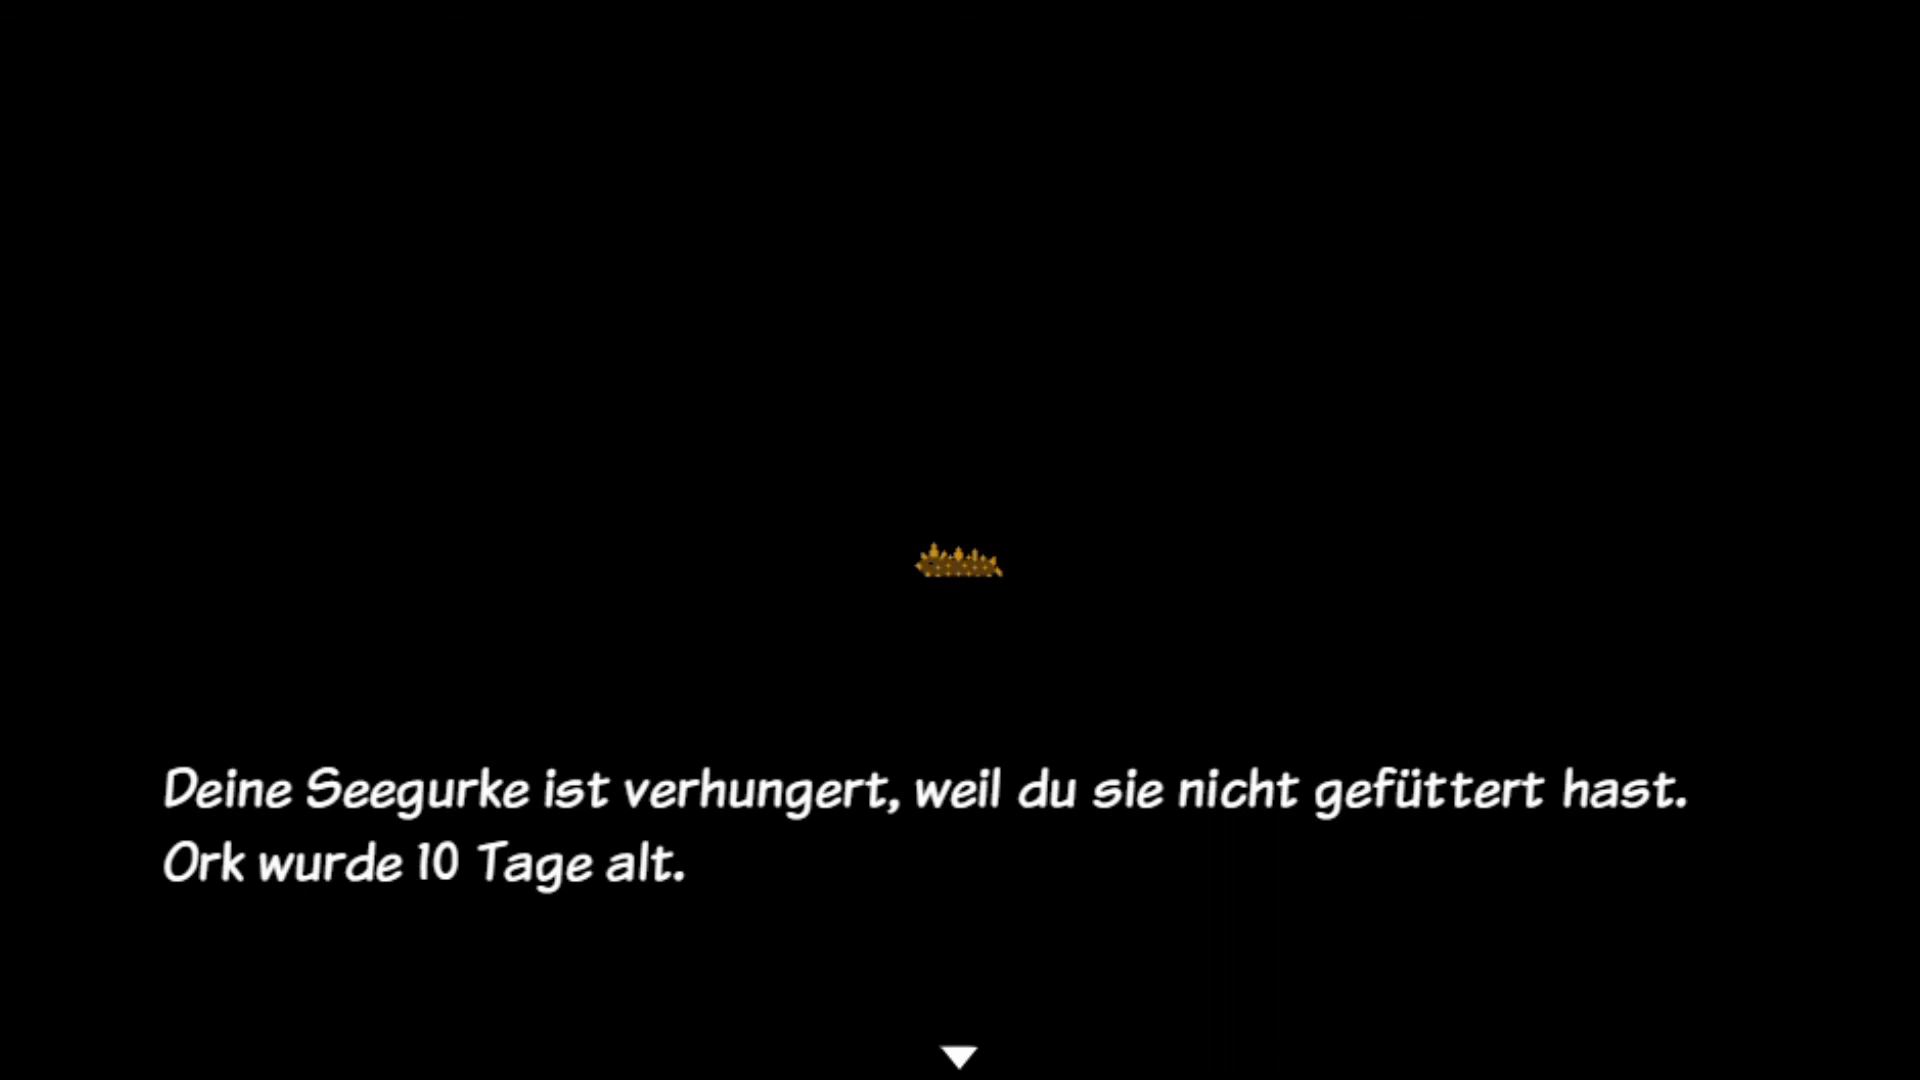 Deine Seegurke ist verhungert, weil du sie nicht gefüttert hast.
Ork wurde 10 Tage alt.